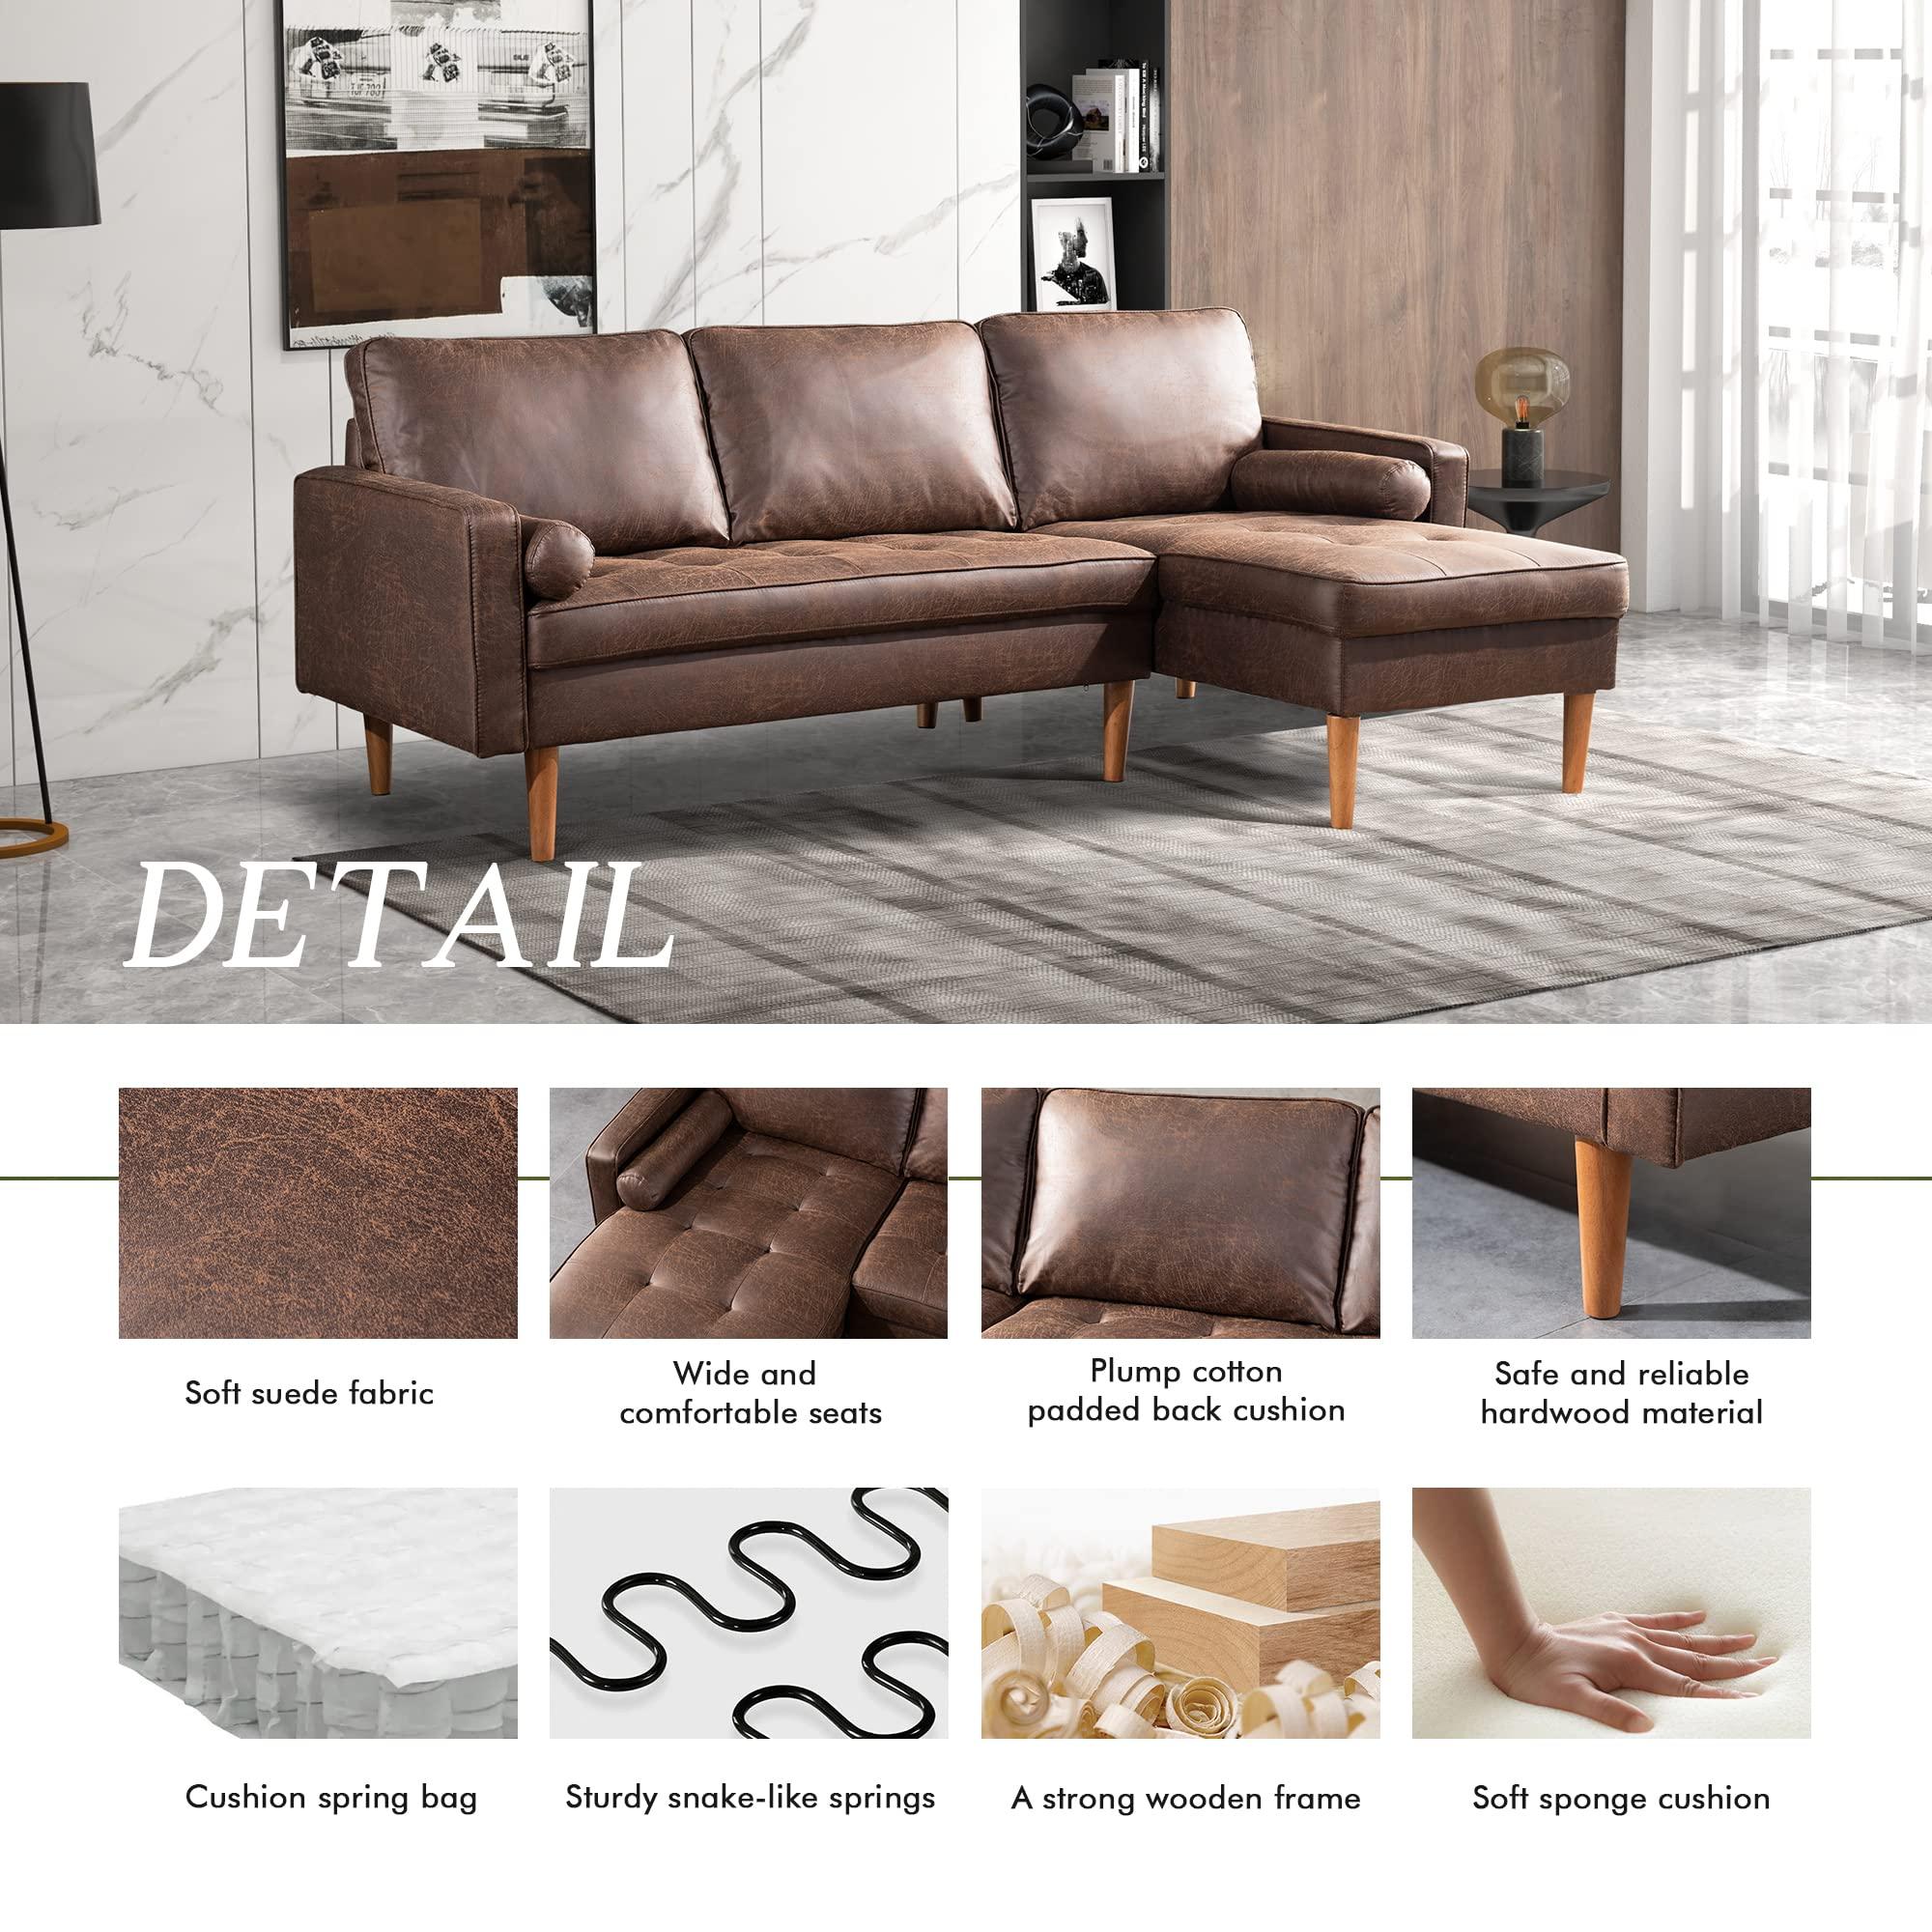 DETAIL
Soft suede fabric
Wide and
comfortable seats
Plump cotton
padded back cushion
Safe and reliable
hardwood material
Cushion spring bag
Sturdy snake-like springs
A strong wooden frame
Soft sponge cushion